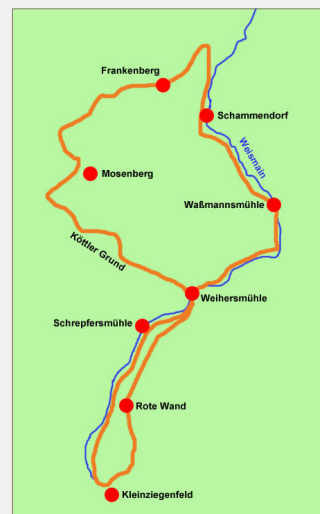 Frankenberg
Schammendorf
Weismain
Mosenberg
Waßmannsmühle
Köttler Grund
Weihersmühle
Schrepfersmühle
Rote Wand
Kleinziegenfeld